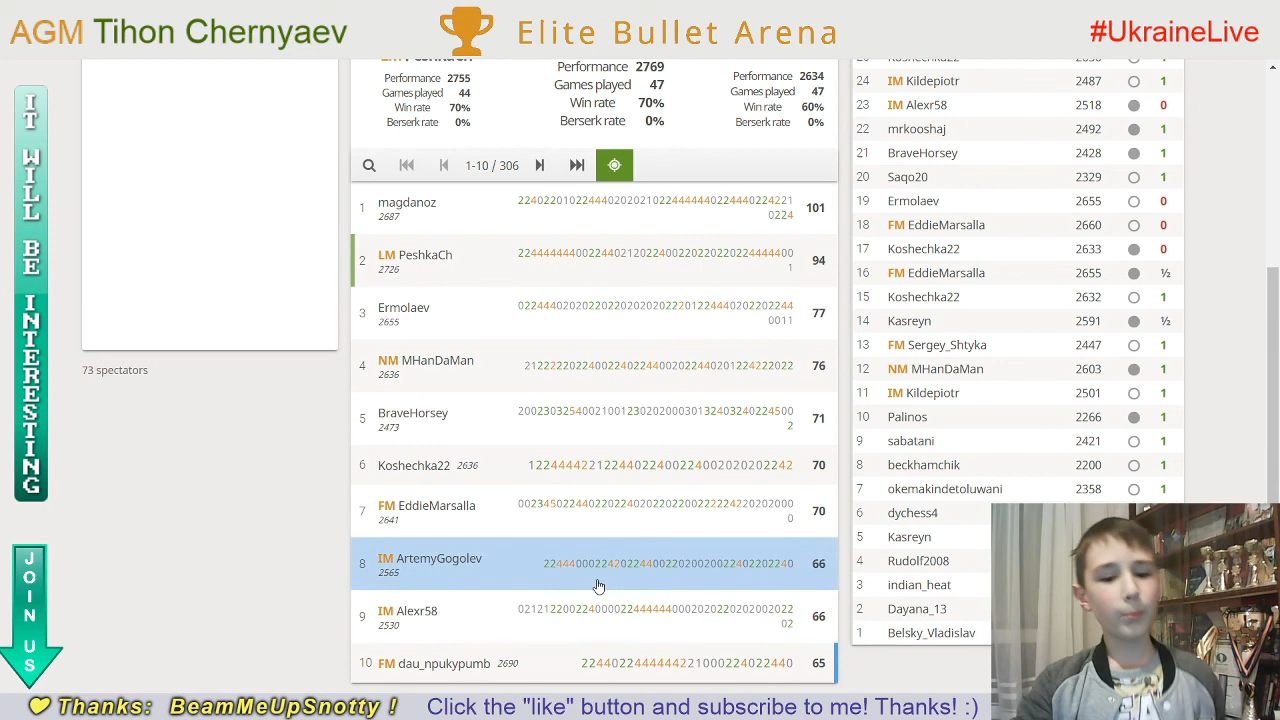 AGM Tihon Chernyaev
Elite Bullet Arena
#UkraineLive
IT WILL BE INTERESTING
JOIN US
73 spectators
Performance 2755
Games played 44
Win rate 70%
Berserk rate 0%
Performance 2769
Games played 47
Win rate 70%
Berserk rate 0%
Performance 2634
Games played 47
Win rate 60%
Berserk rate 0%
1-10 / 306
1 magdanoz 2687 101
2 LM PeshkaCh 2726 94
3 Ermolaev 2655 77
4 NM MHanDaMan 2636 76
5 BraveHorsey 2473 71
6 Koshechka22 2636 70
7 FM EddieMarsalla 2641 70
8 IM ArtemyGogolev 2565 66
9 IM Alexr58 2530 66
10 FM dau_npukypumb 2690 65
24 IM Kildepiotr 2487 1
23 IM Alexr58 2518 0
22 mrkooshaj 2492 1
21 BraveHorsey 2428 1
20 Saqo20 2329 1
19 Ermolaev 2655 0
18 FM EddieMarsalla 2660 0
17 Koshechka22 2633 0
16 FM EddieMarsalla 2655 ½
15 Koshechka22 2632 1
14 Kasreyn 2591 ½
13 FM Sergey_Shtyka 2447 1
12 NM MHanDaMan 2603 1
11 IM Kildepiotr 2501 1
10 Palinos 2266 1
9 sabatani 2421 1
8 beckhamchik 2200 1
7 okemakindetoluwani 2358 1
6 dychess4
5 Kasreyn
4 Rudolf2008
3 indian_heat
2 Dayana_13
1 Belsky_Vladislav
Thanks: BeamMeUpSnotty !
Click the "like" button and subscribe to me! Thanks! :)